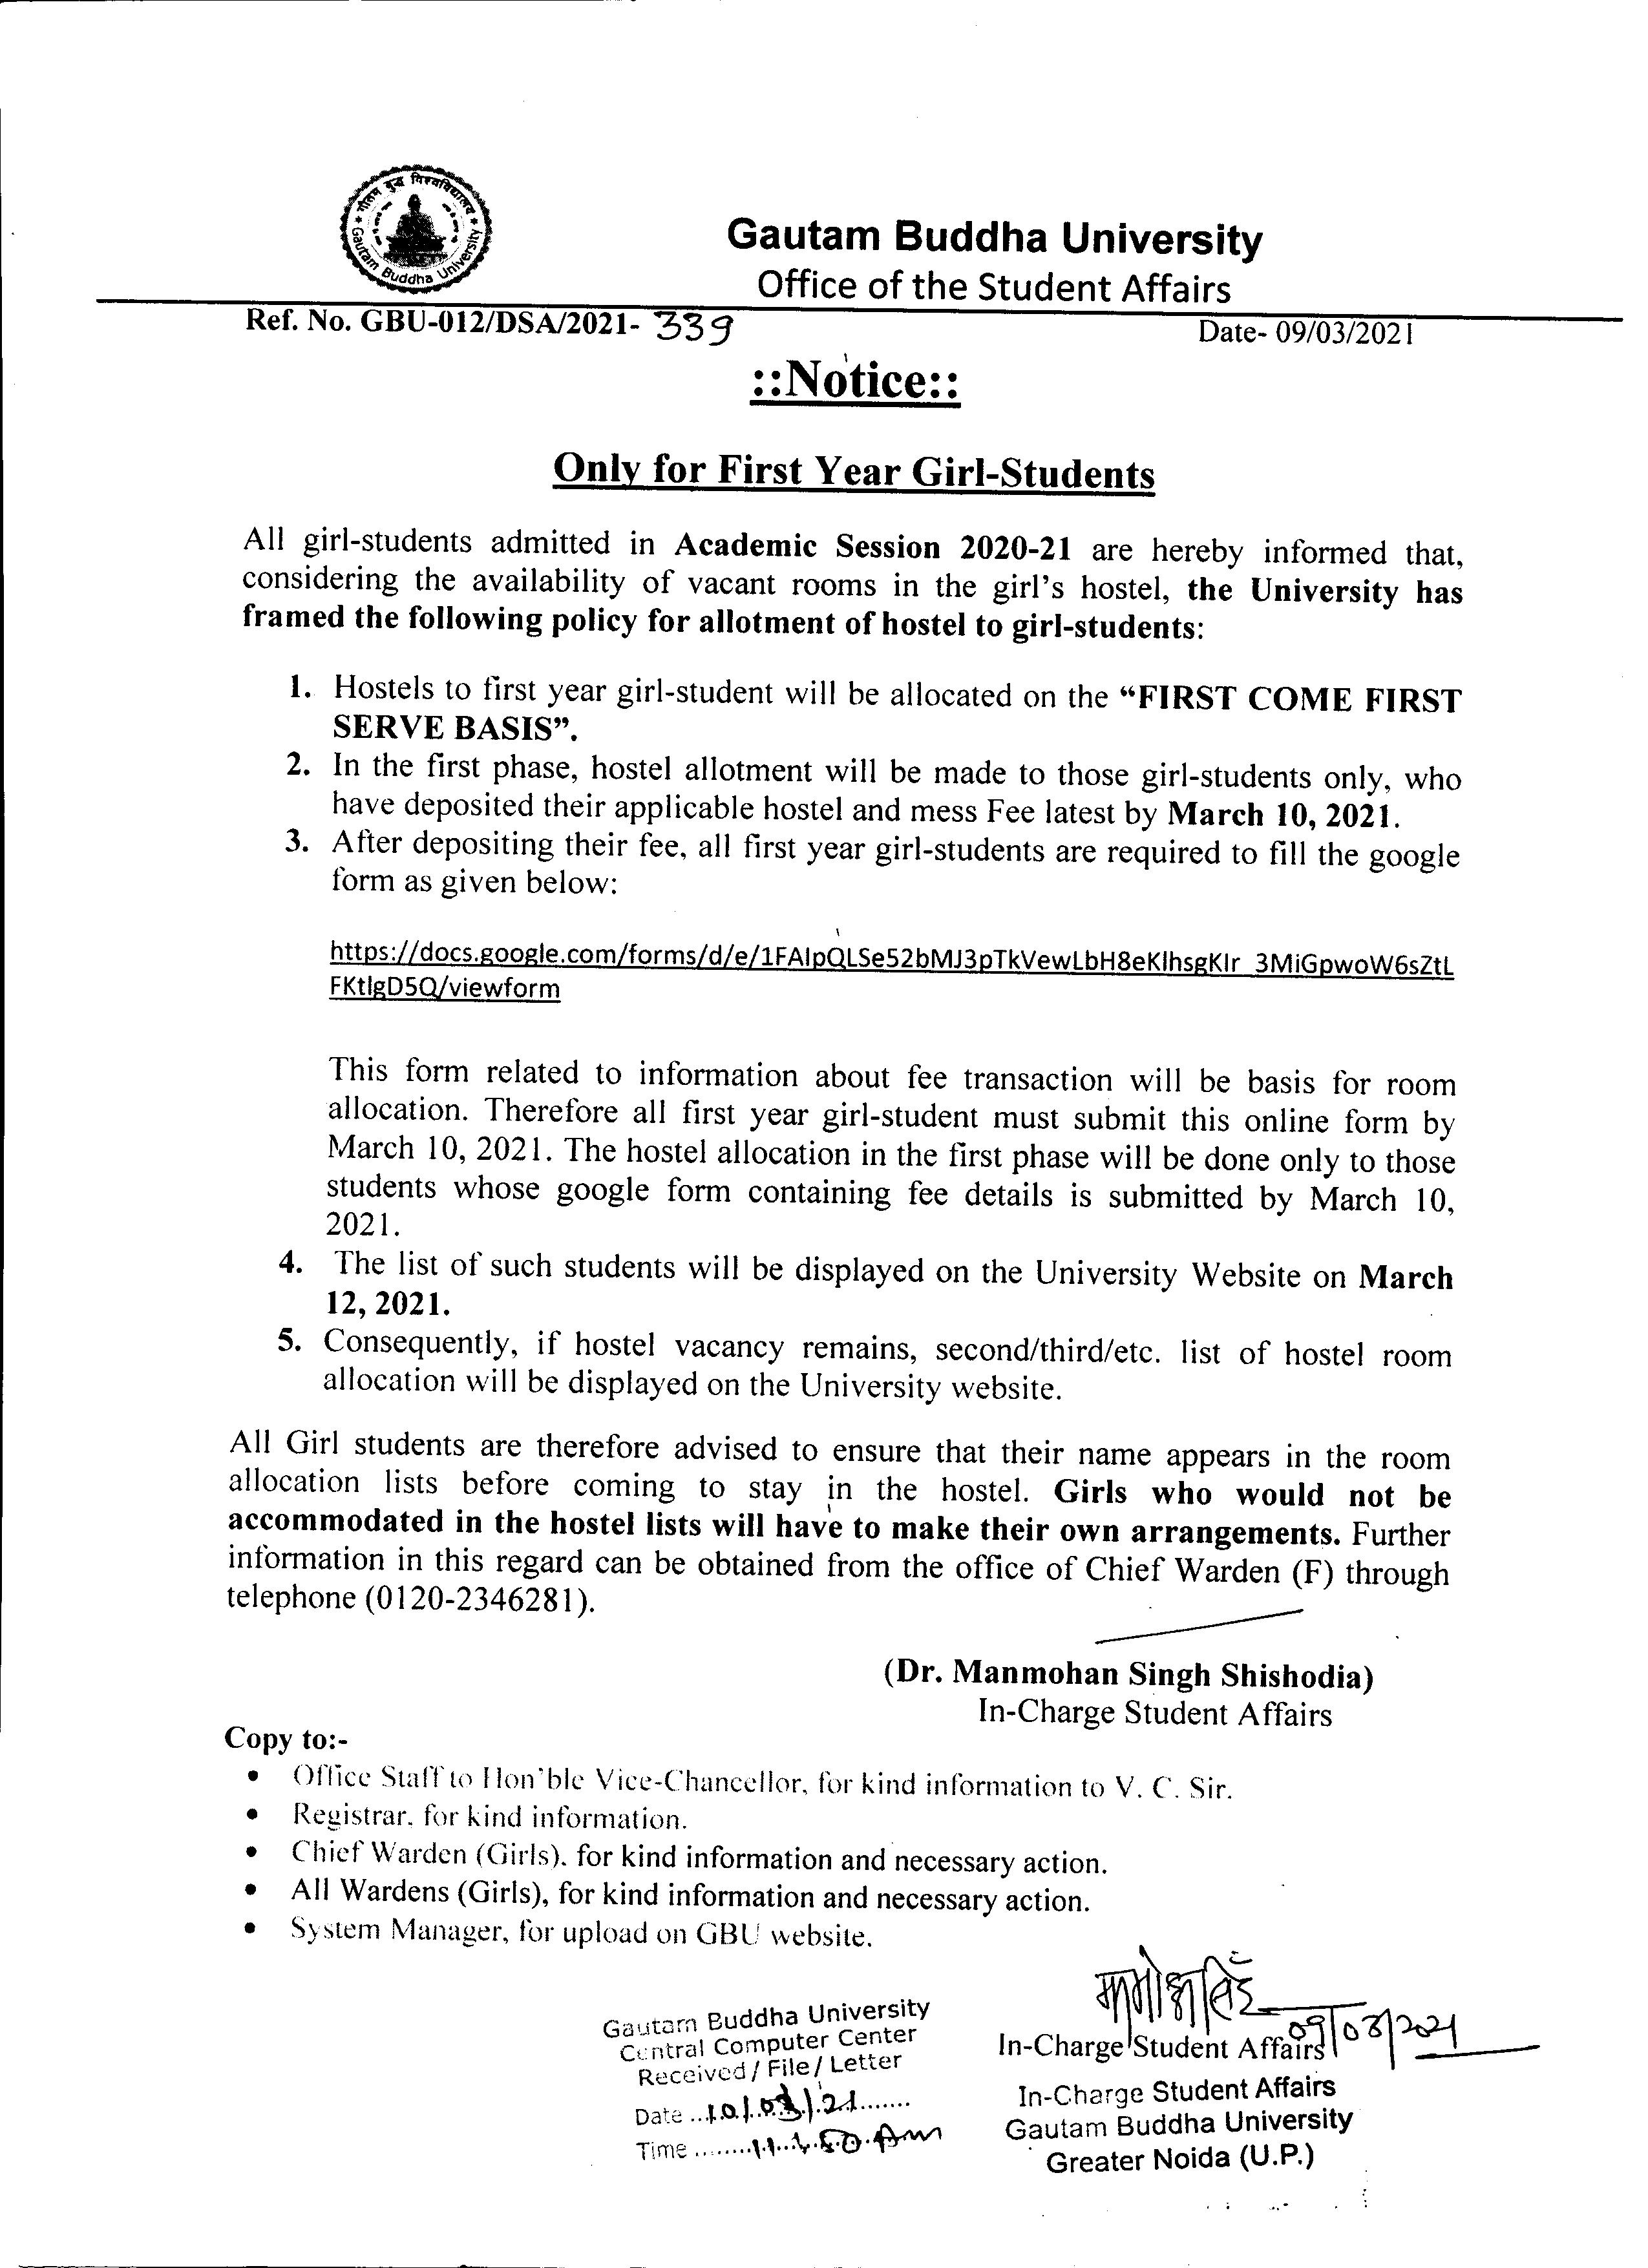 गौतम बुद्ध विश्वविद्यालय
Gautam Buddha University
Gautam Buddha University
Office of the Student Affairs
Ref. No. GBU-012/DSA/2021- 339
Date- 09/03/2021
::Notice::
Only for First Year Girl-Students
All girl-students admitted in Academic Session 2020-21 are hereby informed that,
considering the availability of vacant rooms in the girl's hostel, the University has
framed the following policy for allotment of hostel to girl-students:
1. Hostels to first year girl-student will be allocated on the “FIRST COME FIRST
SERVE BASIS”.
2. In the first phase, hostel allotment will be made to those girl-students only, who
have deposited their applicable hostel and mess Fee latest by March 10, 2021.
3. After depositing their fee, all first year girl-students are required to fill the google
form as given below:
https://docs.google.com/forms/d/e/1FAIpQLSe52bMJ3pTkVewLbH8eKlhsgKlr_3MiGpwoW6sZtL
FKtlgD5Q/viewform
This form related to information about fee transaction will be basis for room
allocation. Therefore all first year girl-student must submit this online form by
March 10, 2021. The hostel allocation in the first phase will be done only to those
students whose google form containing fee details is submitted by March 10,
2021.
4. The list of such students will be displayed on the University Website on March
12, 2021.
5. Consequently, if hostel vacancy remains, second/third/etc. list of hostel room
allocation will be displayed on the University website.
All Girl students are therefore advised to ensure that their name appears in the room
allocation lists before coming to stay in the hostel. Girls who would not be
accommodated in the hostel lists will have to make their own arrangements. Further
information in this regard can be obtained from the office of Chief Warden (F) through
telephone (0120-2346281).
(Dr. Manmohan Singh Shishodia)
In-Charge Student Affairs
Copy to:-
• Office Staff to Hon'ble Vice-Chancellor, for kind information to V. C. Sir.
• Registrar, for kind information.
• Chief Warden (Girls), for kind information and necessary action.
• All Wardens (Girls), for kind information and necessary action.
• System Manager, for upload on GBU website.
Gautam Buddha University
Central Computer Center
Received / File / Letter
Date ...10/03/21.......
Time ........11:50 Am
09/03/2021
In-Charge Student Affairs
In-Charge Student Affairs
Gautam Buddha University
Greater Noida (U.P.)